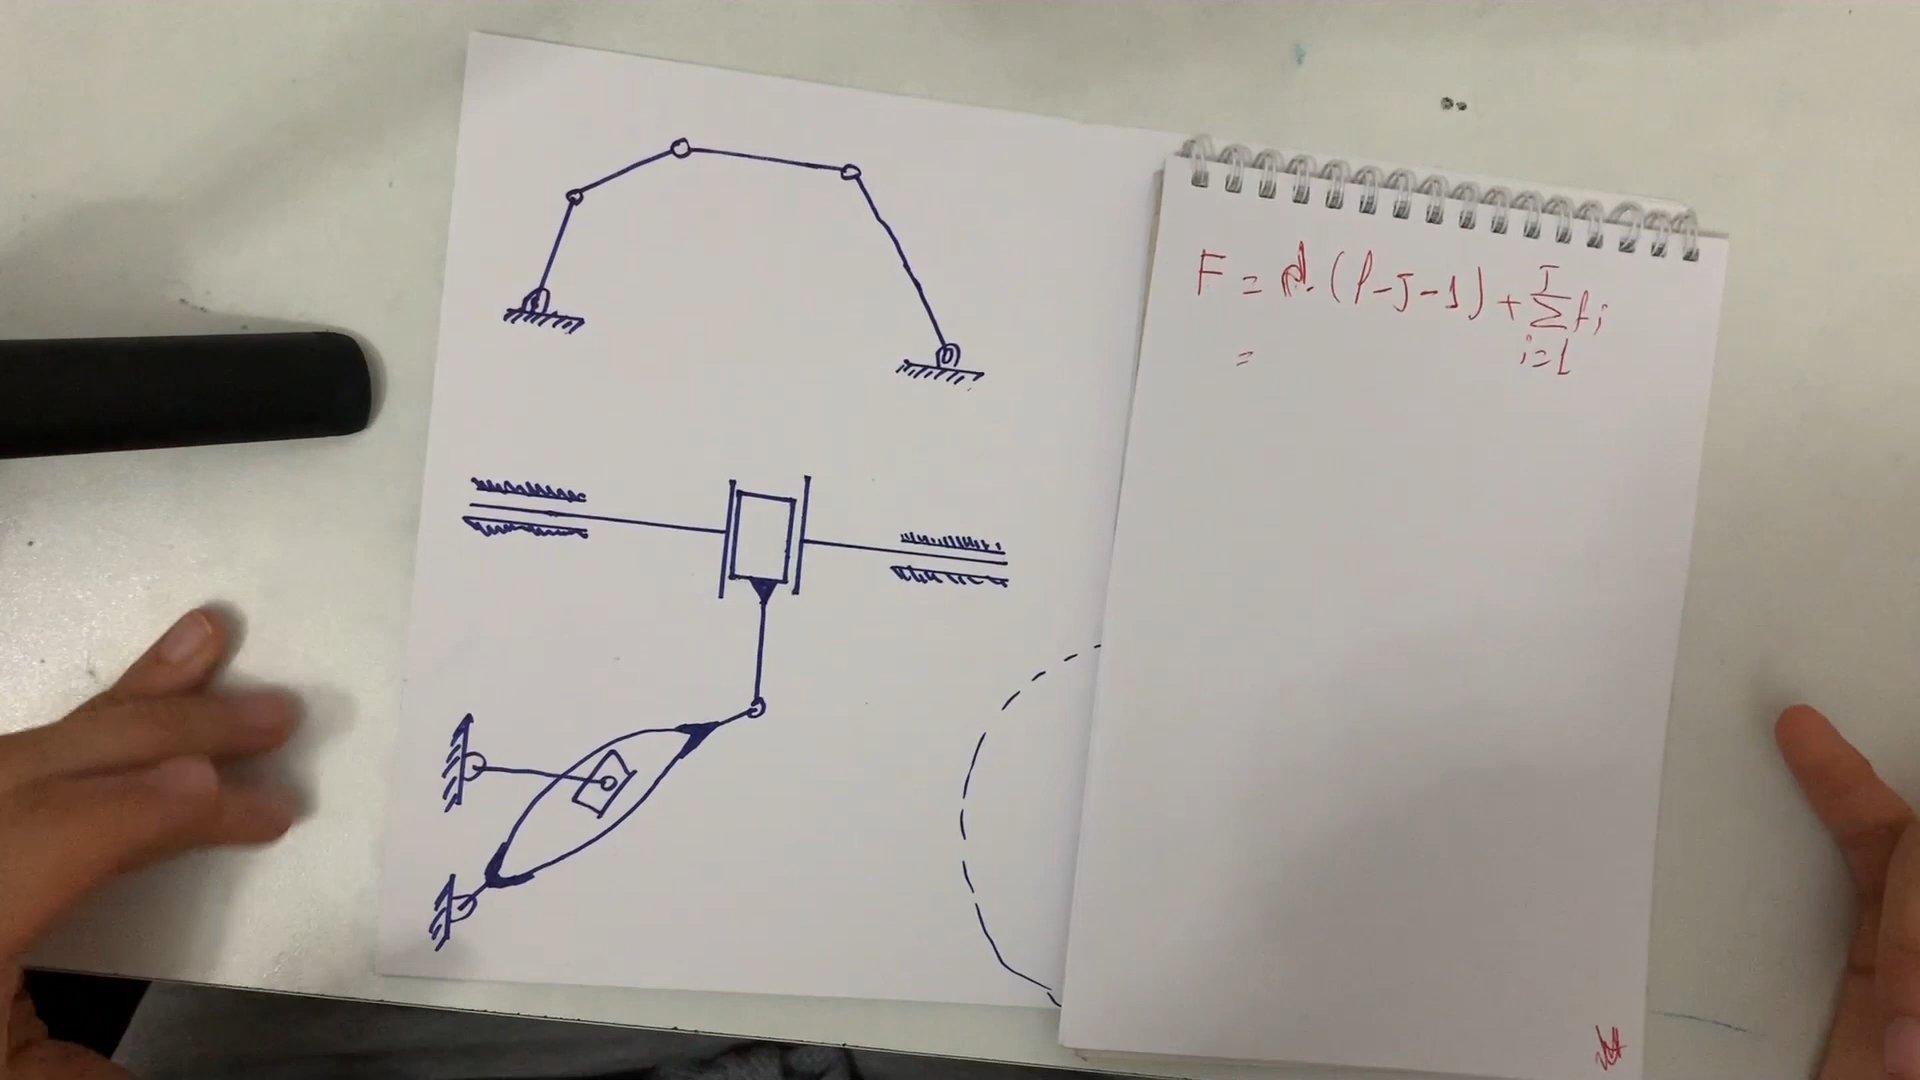 F = d. (l-J-1) + J∑i=1 fi
=